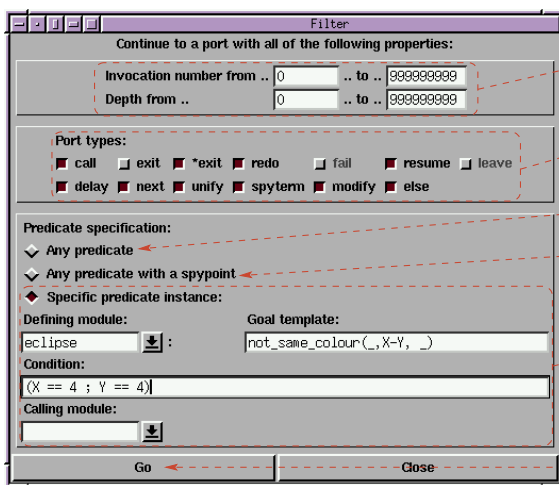 Filter
Continue to a port with all of the following properties:
Invocation number from .. 0 .. to .. 999999999
Depth from .. 0 .. to .. 999999999
Port types:
call exit *exit redo fail resume leave
delay next unify spyterm modify else
Predicate specification:
Any predicate
Any predicate with a spypoint
Specific predicate instance:
Defining module: Goal template:
eclipse : not_same_colour(_,X-Y, _)
Condition:
(X == 4 ; Y == 4)
Calling module:
Go Close